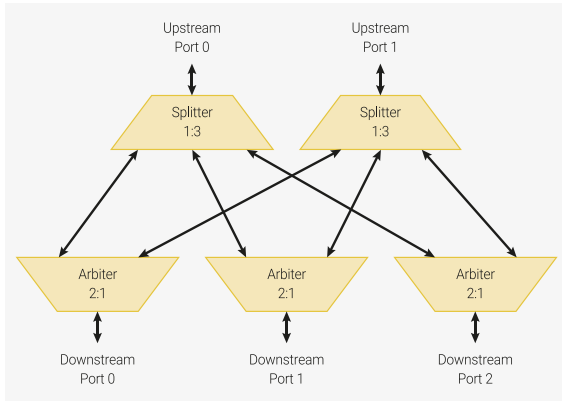 Upstream
Port 0
Upstream
Port 1
Splitter
1:3
Splitter
1:3
Arbiter
2:1
Arbiter
2:1
Arbiter
2:1
Downstream
Port 0
Downstream
Port 1
Downstream
Port 2